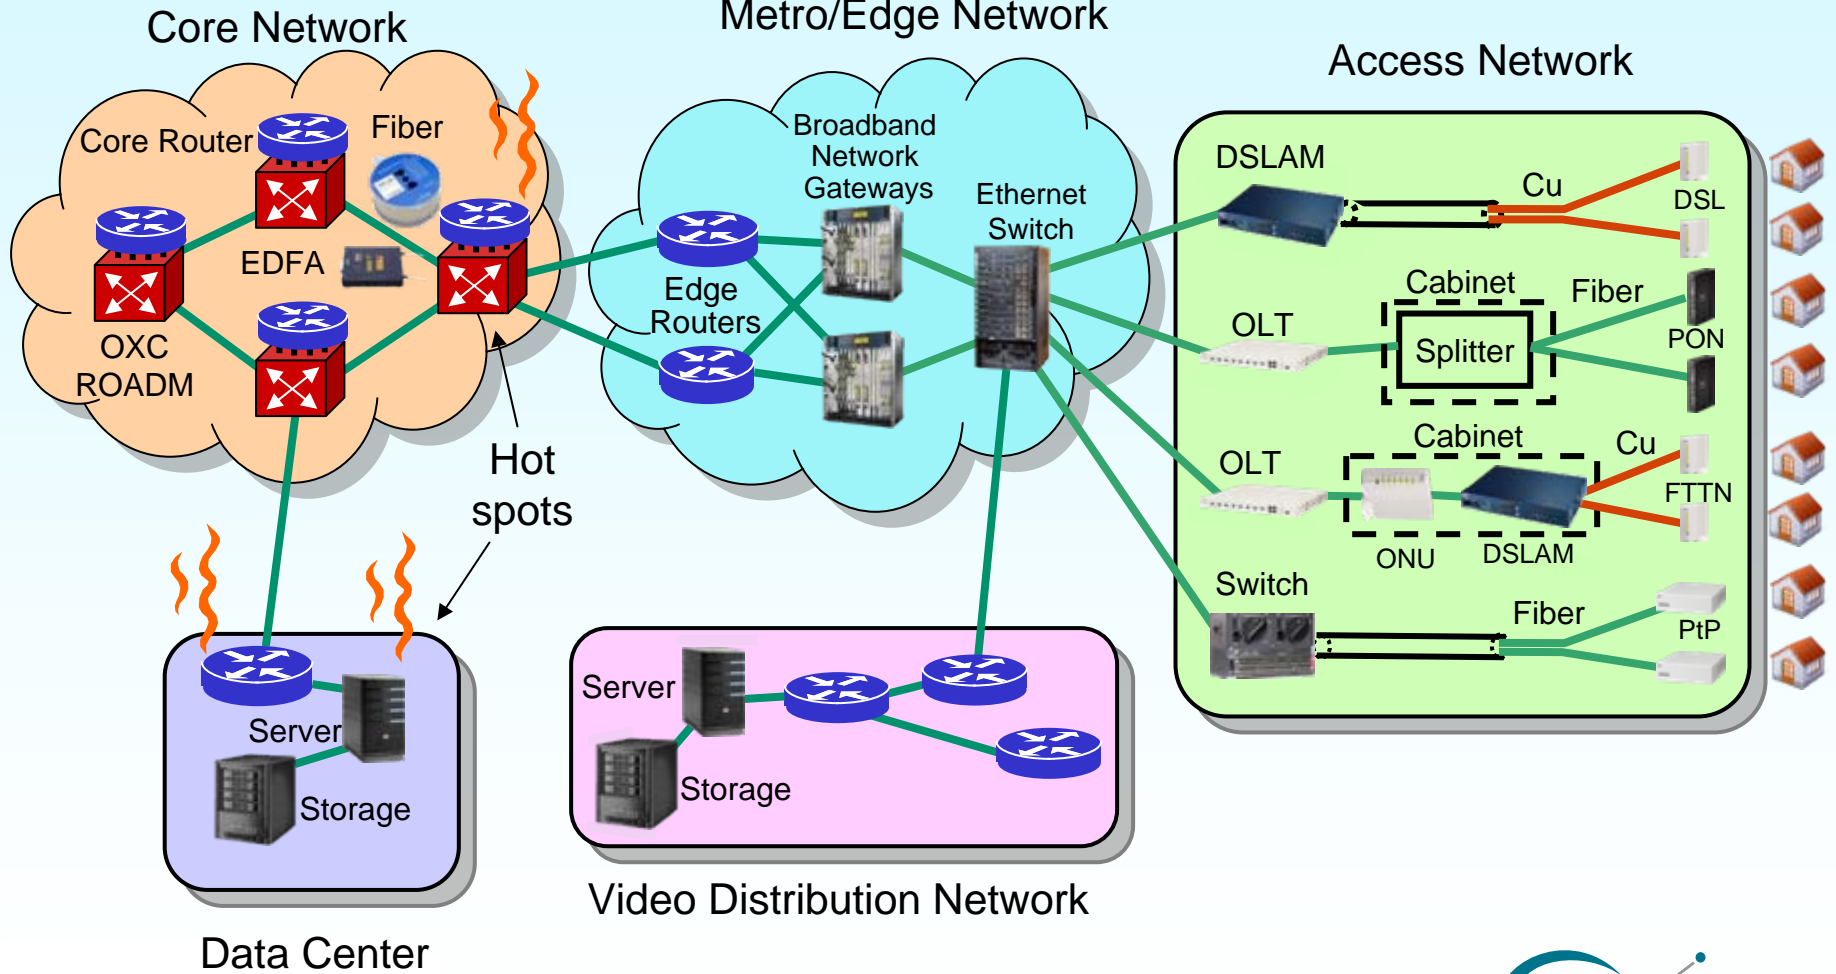 Core Network
Metro/Edge Network
Access Network
Core Router
Fiber
EDFA
OXC
ROADM
Hot
spots
Broadband
Network
Gateways
Ethernet
Switch
Edge
Routers
DSLAM
Cu
DSL
Cabinet
Fiber
OLT
Splitter
PON
Cabinet
Cu
OLT
FTTN
ONU
DSLAM
Switch
Fiber
PtP
Server
Storage
Data Center
Server
Storage
Video Distribution Network